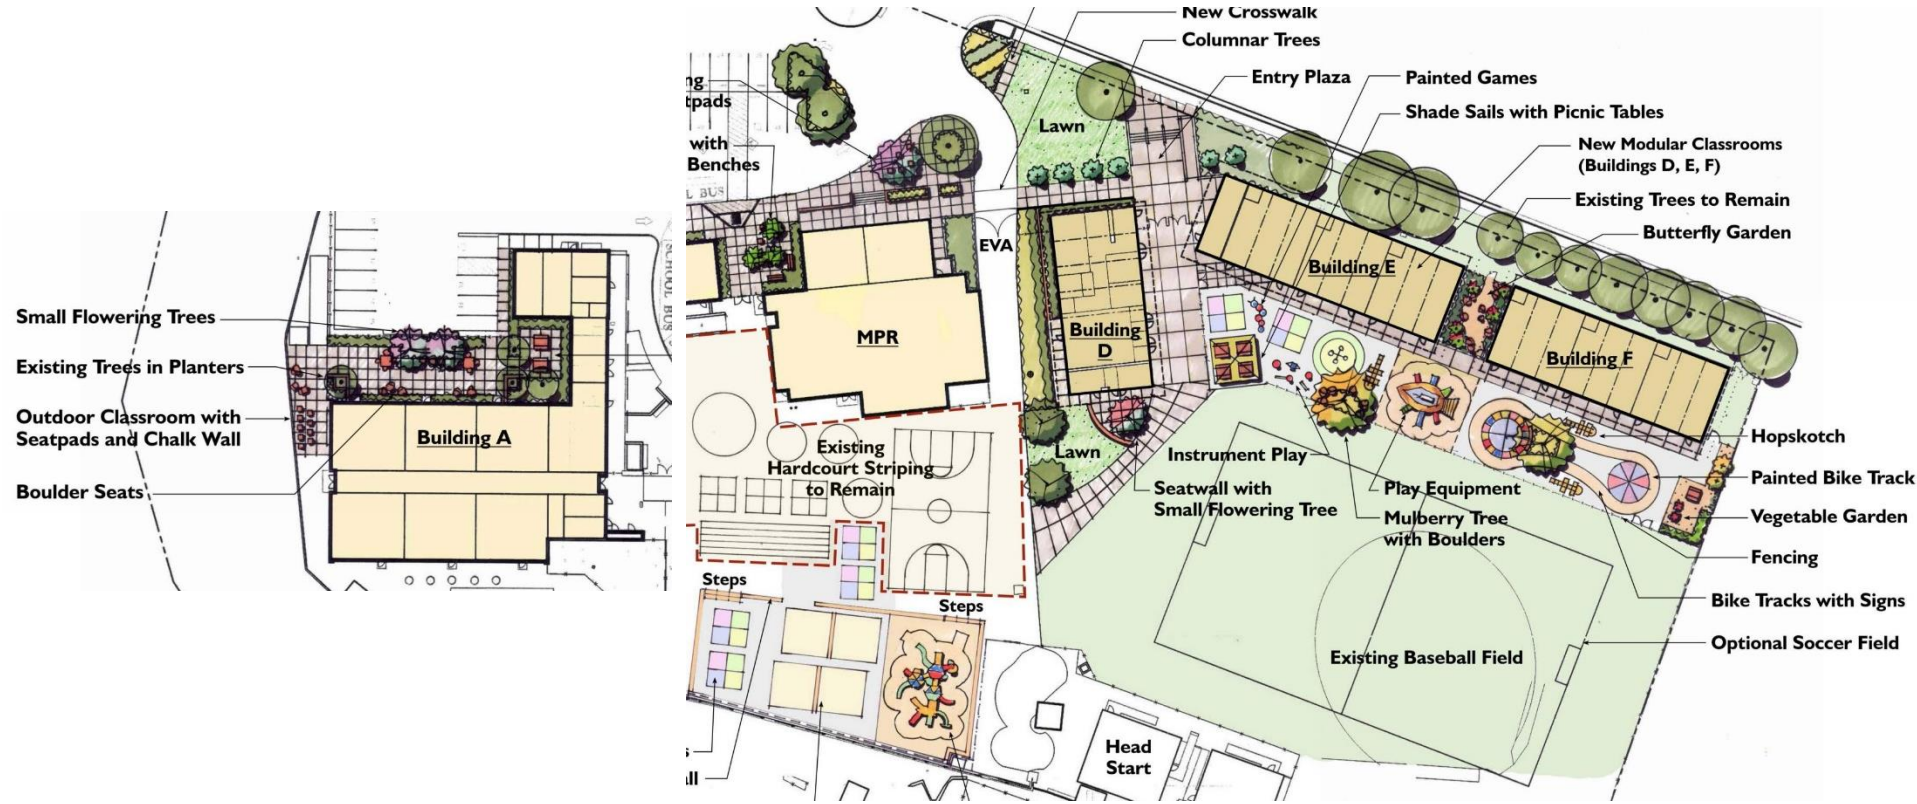 Small Flowering Trees
Existing Trees in Planters
Outdoor Classroom with
Seatpads and Chalk Wall
Boulder Seats
Building A
SCHOOL BUS
New Crosswalk
Columnar Trees
Entry Plaza
Painted Games
Shade Sails with Picnic Tables
New Modular Classrooms
(Buildings D, E, F)
Existing Trees to Remain
Butterfly Garden
with
Benches
BUS
Lawn
EVA
MPR
Building
D
Building E
Building F
Existing
Hardcourt Striping
to Remain
Lawn
Instrument Play
Seatwall with
Small Flowering Tree
Play Equipment
Mulberry Tree
with Boulders
Hopskotch
Painted Bike Track
Vegetable Garden
Fencing
Bike Tracks with Signs
Optional Soccer Field
Existing Baseball Field
Steps
Steps
Head
Start